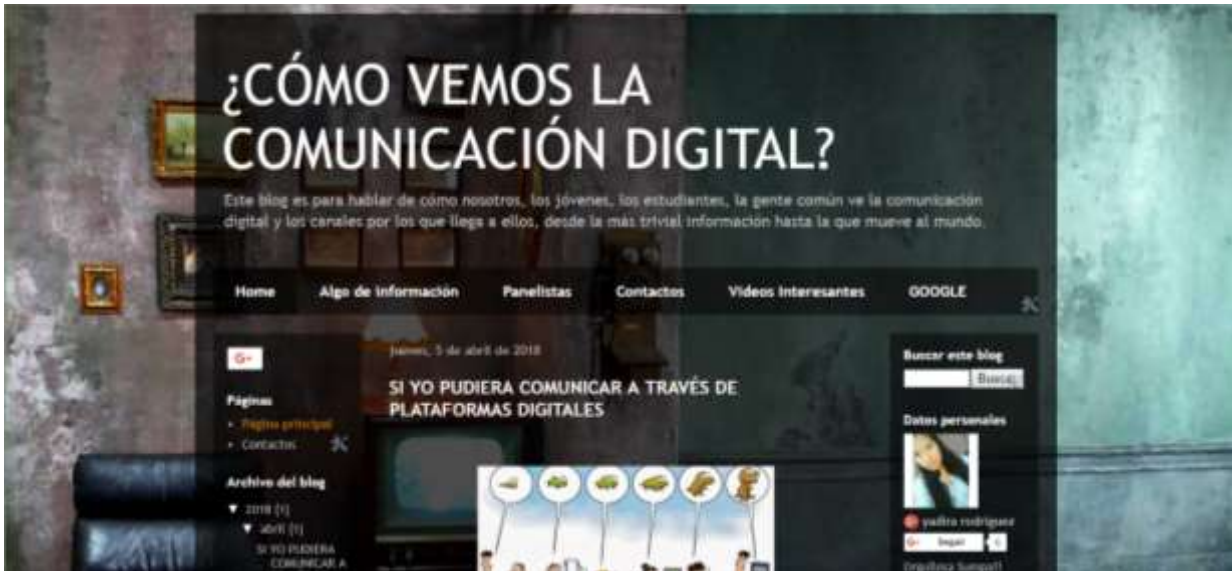 ¿CÓMO VEMOS LA
COMUNICACIÓN DIGITAL?
Este blog es para hablar de cómo nosotros, los jóvenes, los estudiantes, la gente común ve la comunicación
digital y los canales por los que llega a ellos, desde la más trivial información hasta la que mueve al mundo.
Home Algo de información Panelistas Contactos Videos Interesantes GOOGLE
G+
Páginas
Página principal
Contactos
Archivo del blog
▼ 2018 (1)
▼ abril (1)
SI YO PUDIERA
COMUNICAR A
jueves, 5 de abril de 2018
SI YO PUDIERA COMUNICAR A TRAVÉS DE
PLATAFORMAS DIGITALES
Buscar este blog
Buscar
Datos personales
yadira rodriguez
G+ Seguir